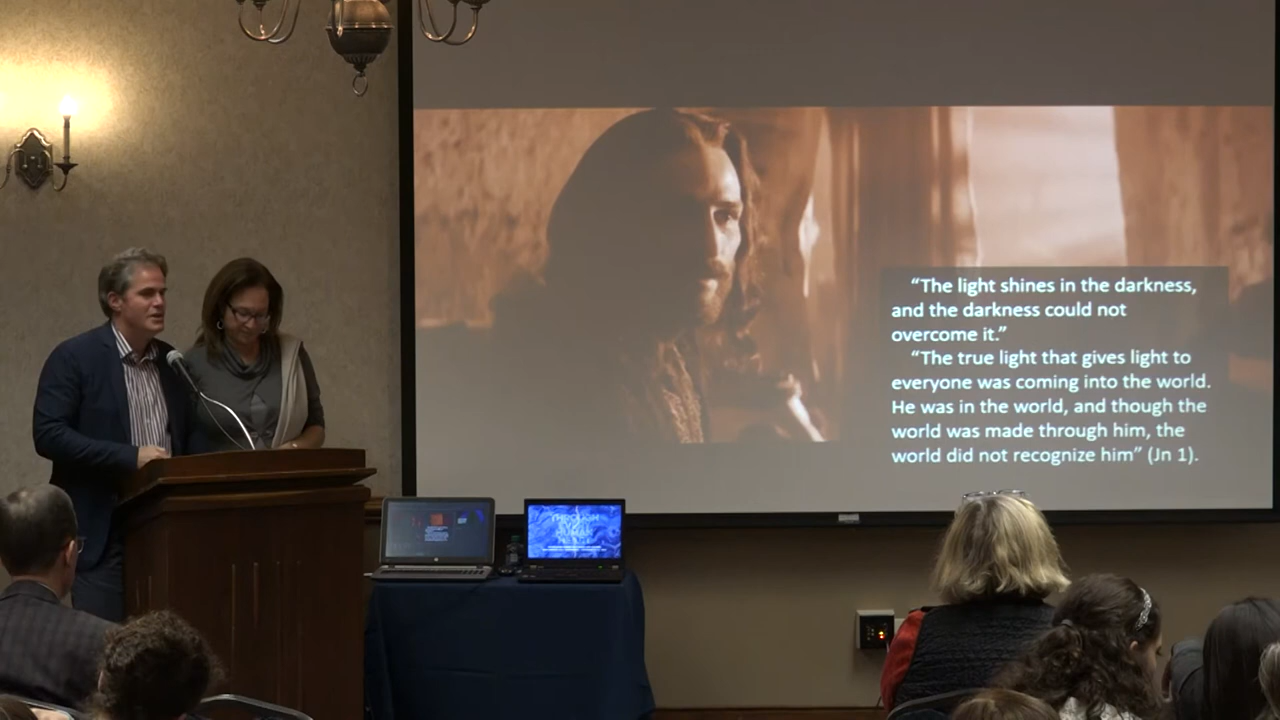 “The light shines in the darkness,
and the darkness could not
overcome it.”
“The true light that gives light to
everyone was coming into the world.
He was in the world, and though the
world was made through him, the
world did not recognize him” (Jn 1).
THROUGH
HUMAN